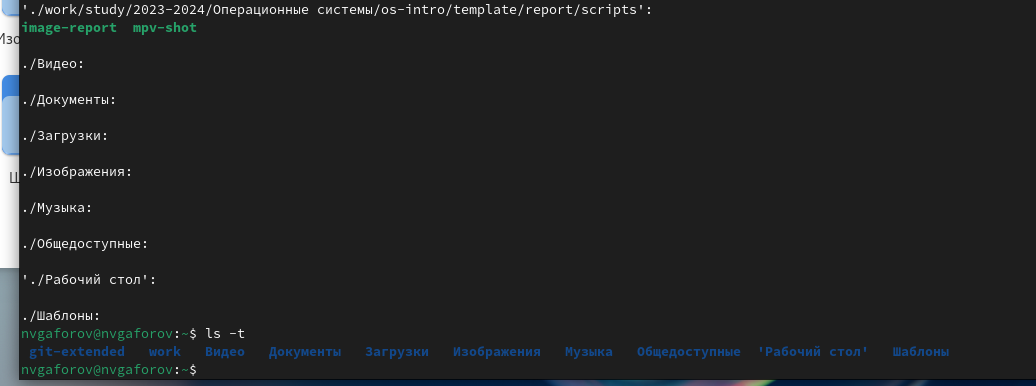 './work/study/2023-2024/Операционные системы/os-intro/template/report/scripts':
image-report  mpv-shot
./Видео:
./Документы:
./Загрузки:
./Изображения:
./Музыка:
./Общедоступные:
'./Рабочий стол':
./Шаблоны:
nvgaforov@nvgaforov:~$ ls -t
git-extended  work  Видео  Документы  Загрузки  Изображения  Музыка  Общедоступные  'Рабочий стол'  Шаблоны
nvgaforov@nvgaforov:~$